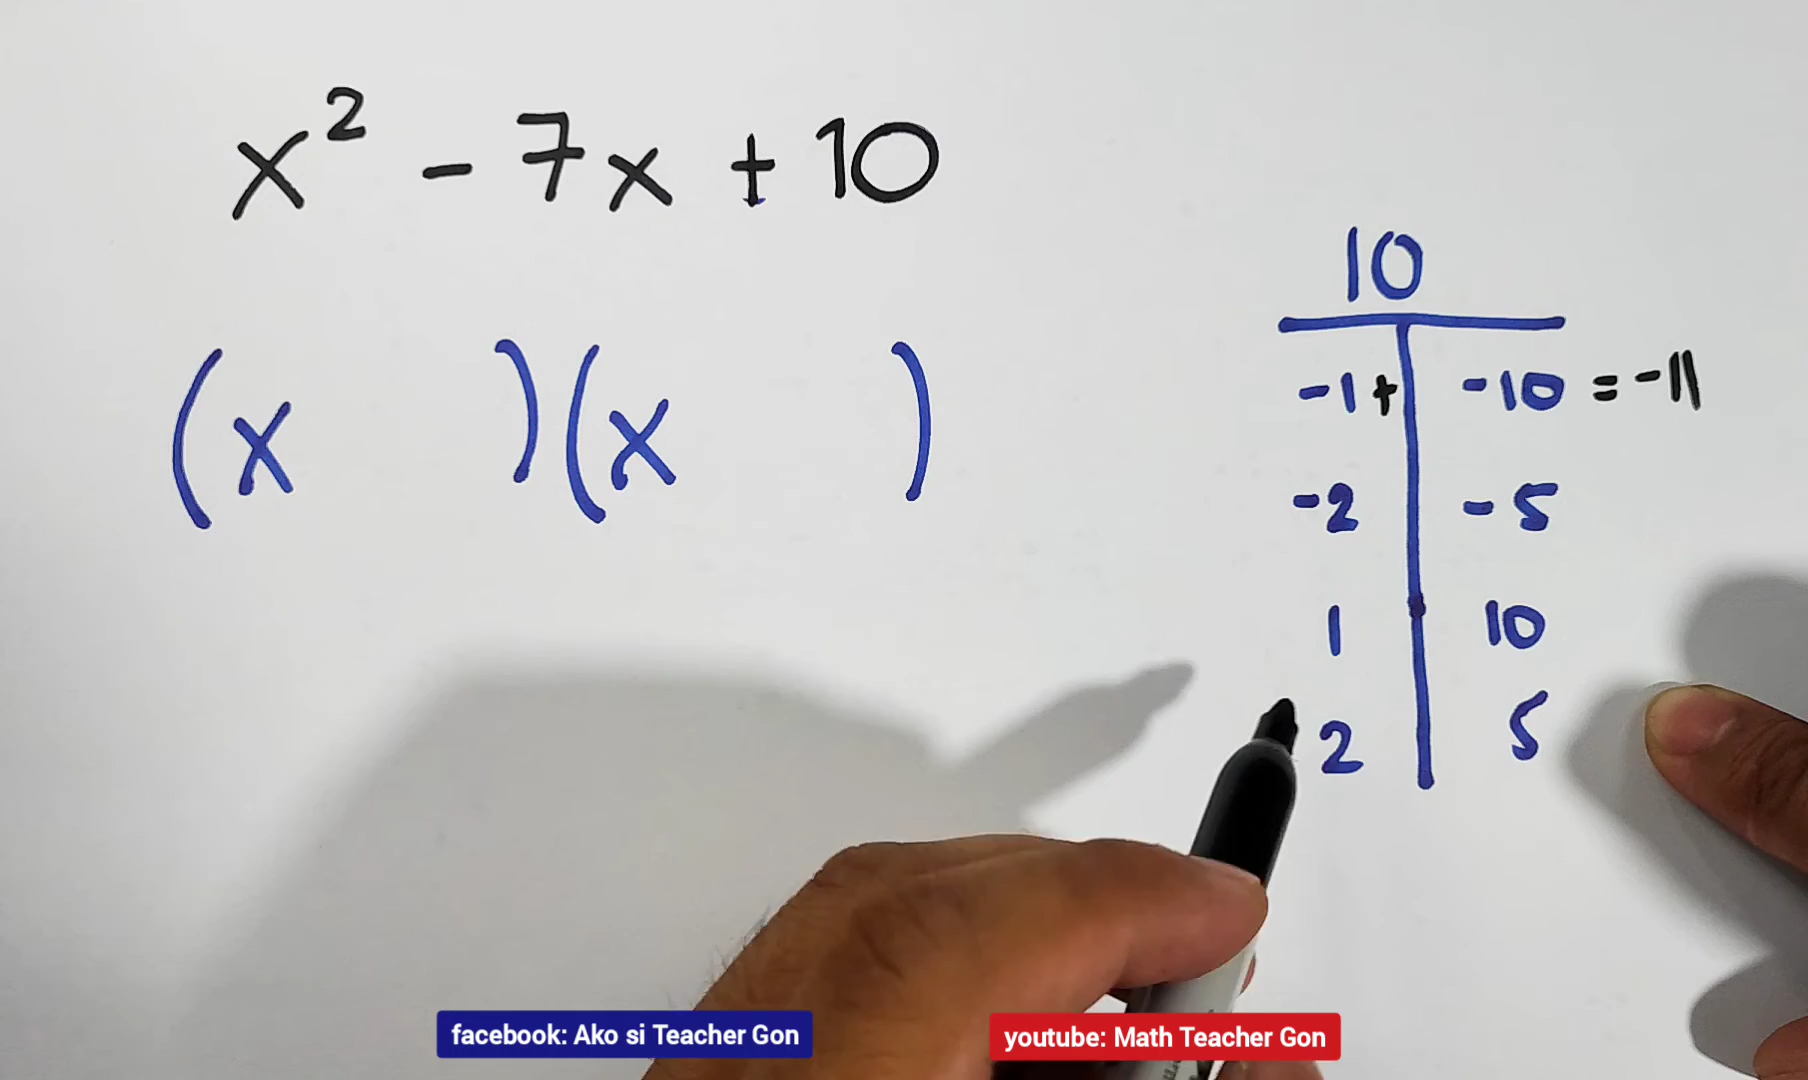 x² - 7x + 10
(x )(x )
10
-1 + -10 = -11
-2 -5
1 10
2 5
facebook: Ako si Teacher Gon
youtube: Math Teacher Gon